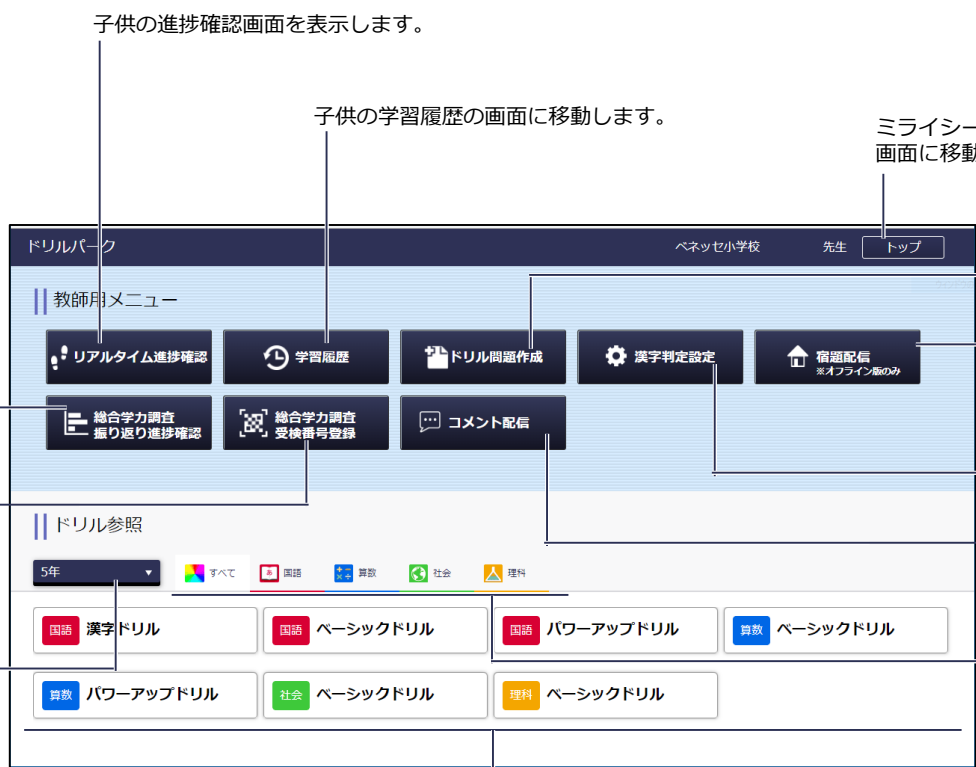 子供の進捗確認画面を表示します。
子供の学習履歴の画面に移動します。
ミライシー
画面に移動
ドリルパーク
ベネッセ小学校
先生
トップ
教師用メニュー
リアルタイム進捗確認
学習履歴
ドリル問題作成
漢字判定設定
宿題配信
※オフライン版のみ
総合学力調査
振り返り進捗確認
総合学力調査
受検番号登録
コメント配信
ドリル参照
5年
すべて
あ 国語
算数
社会
理科
国語 漢字ドリル
国語 ベーシックドリル
国語 パワーアップドリル
算数 ベーシックドリル
算数 パワーアップドリル
社会 ベーシックドリル
理科 ベーシックドリル